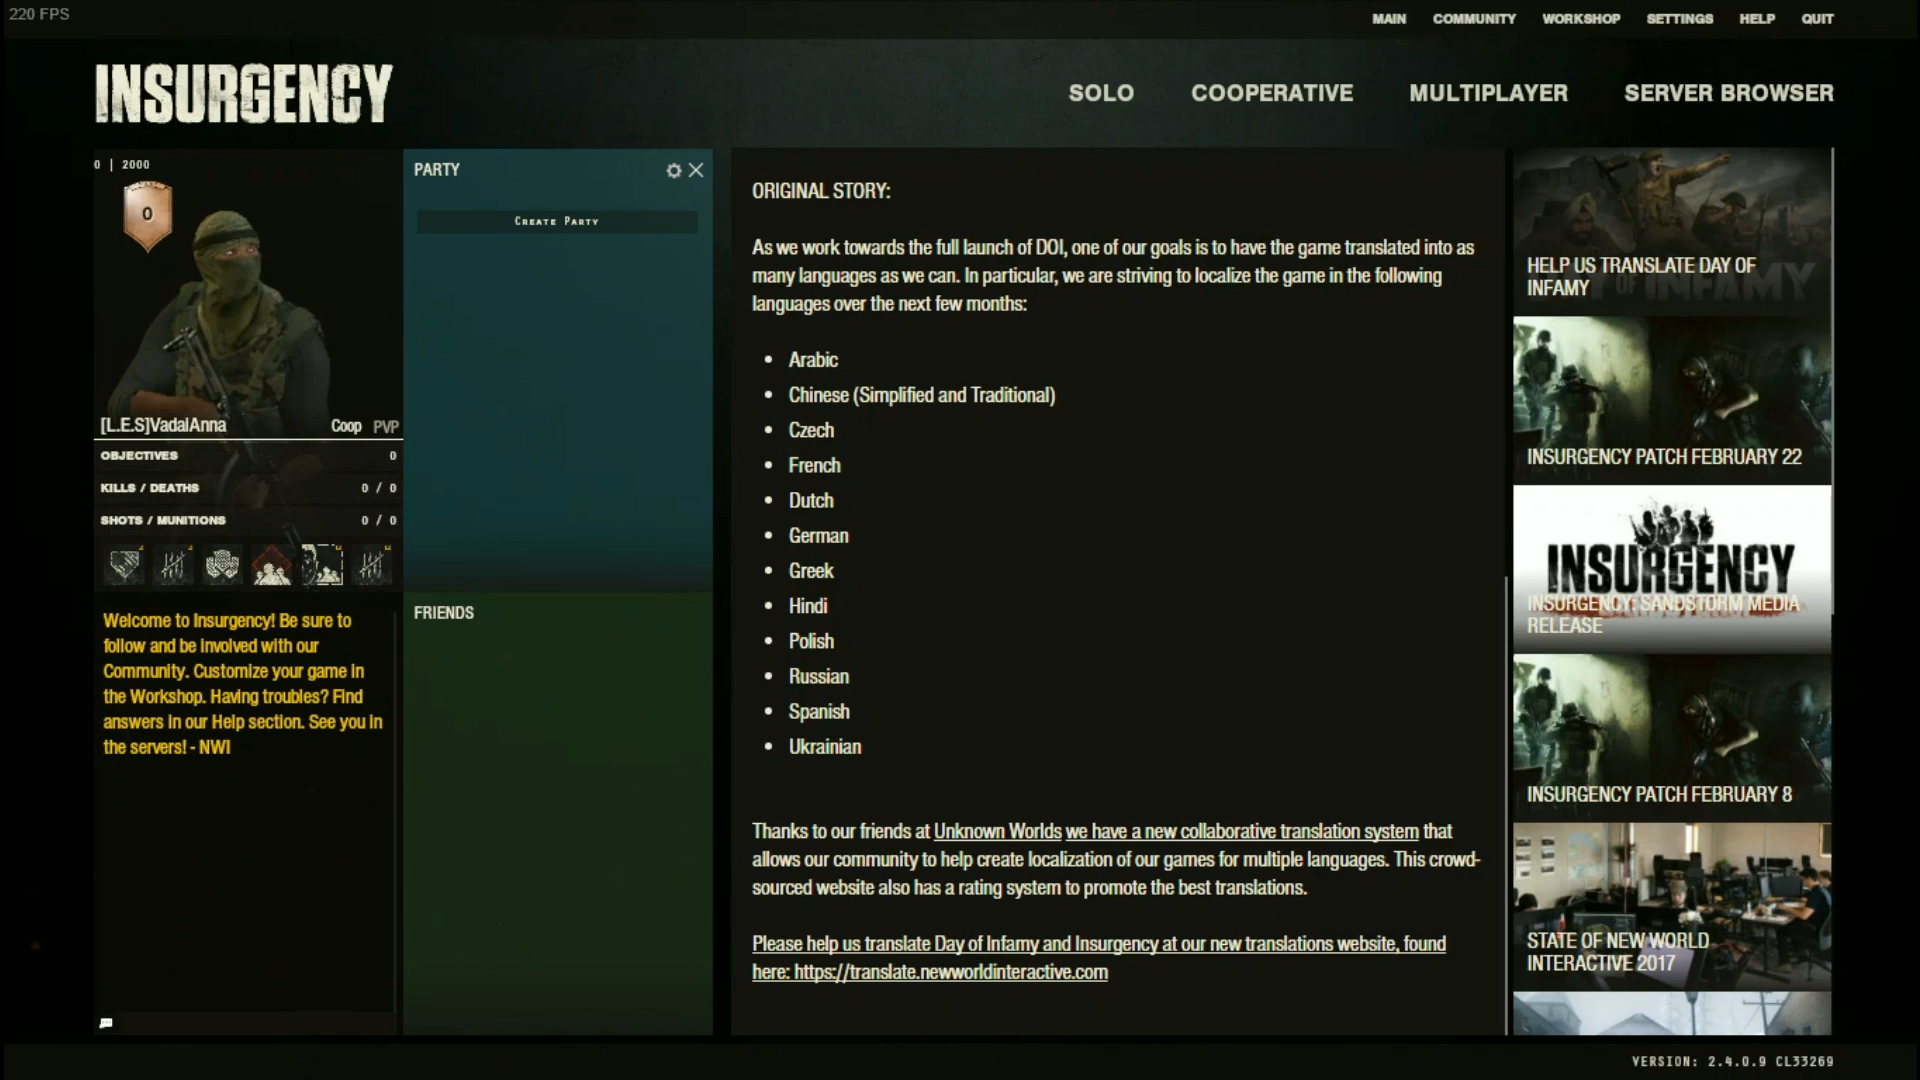 220 FPS
MAIN COMMUNITY WORKSHOP SETTINGS HELP QUIT
INSURGENCY
SOLO COOPERATIVE MULTIPLAYER SERVER BROWSER
0 | 2000
0
[L.E.S]VadaIAnna Coop PVP
OBJECTIVES 0
KILLS / DEATHS 0 / 0
SHOTS / MUNITIONS 0 / 0
Welcome to Insurgency! Be sure to
follow and be involved with our
Community. Customize your game in
the Workshop. Having troubles? Find
answers in our Help section. See you in
the servers! - NWI
PARTY
Create Party
FRIENDS
ORIGINAL STORY:
As we work towards the full launch of DOI, one of our goals is to have the game translated into as
many languages as we can. In particular, we are striving to localize the game in the following
languages over the next few months:
• Arabic
• Chinese (Simplified and Traditional)
• Czech
• French
• Dutch
• German
• Greek
• Hindi
• Polish
• Russian
• Spanish
• Ukrainian
Thanks to our friends at Unknown Worlds we have a new collaborative translation system that
allows our community to help create localization of our games for multiple languages. This crowd-
sourced website also has a rating system to promote the best translations.
Please help us translate Day of Infamy and Insurgency at our new translations website, found
here: https://translate.newworldinteractive.com
HELP US TRANSLATE DAY OF
INFAMY
OF INFAMY
INSURGENCY PATCH FEBRUARY 22
INSURGENCY
INSURGENCY: SANDSTORM MEDIA
RELEASE
INSURGENCY PATCH FEBRUARY 8
STATE OF NEW WORLD
INTERACTIVE 2017
VERSION: 2.4.0.9 CL33269